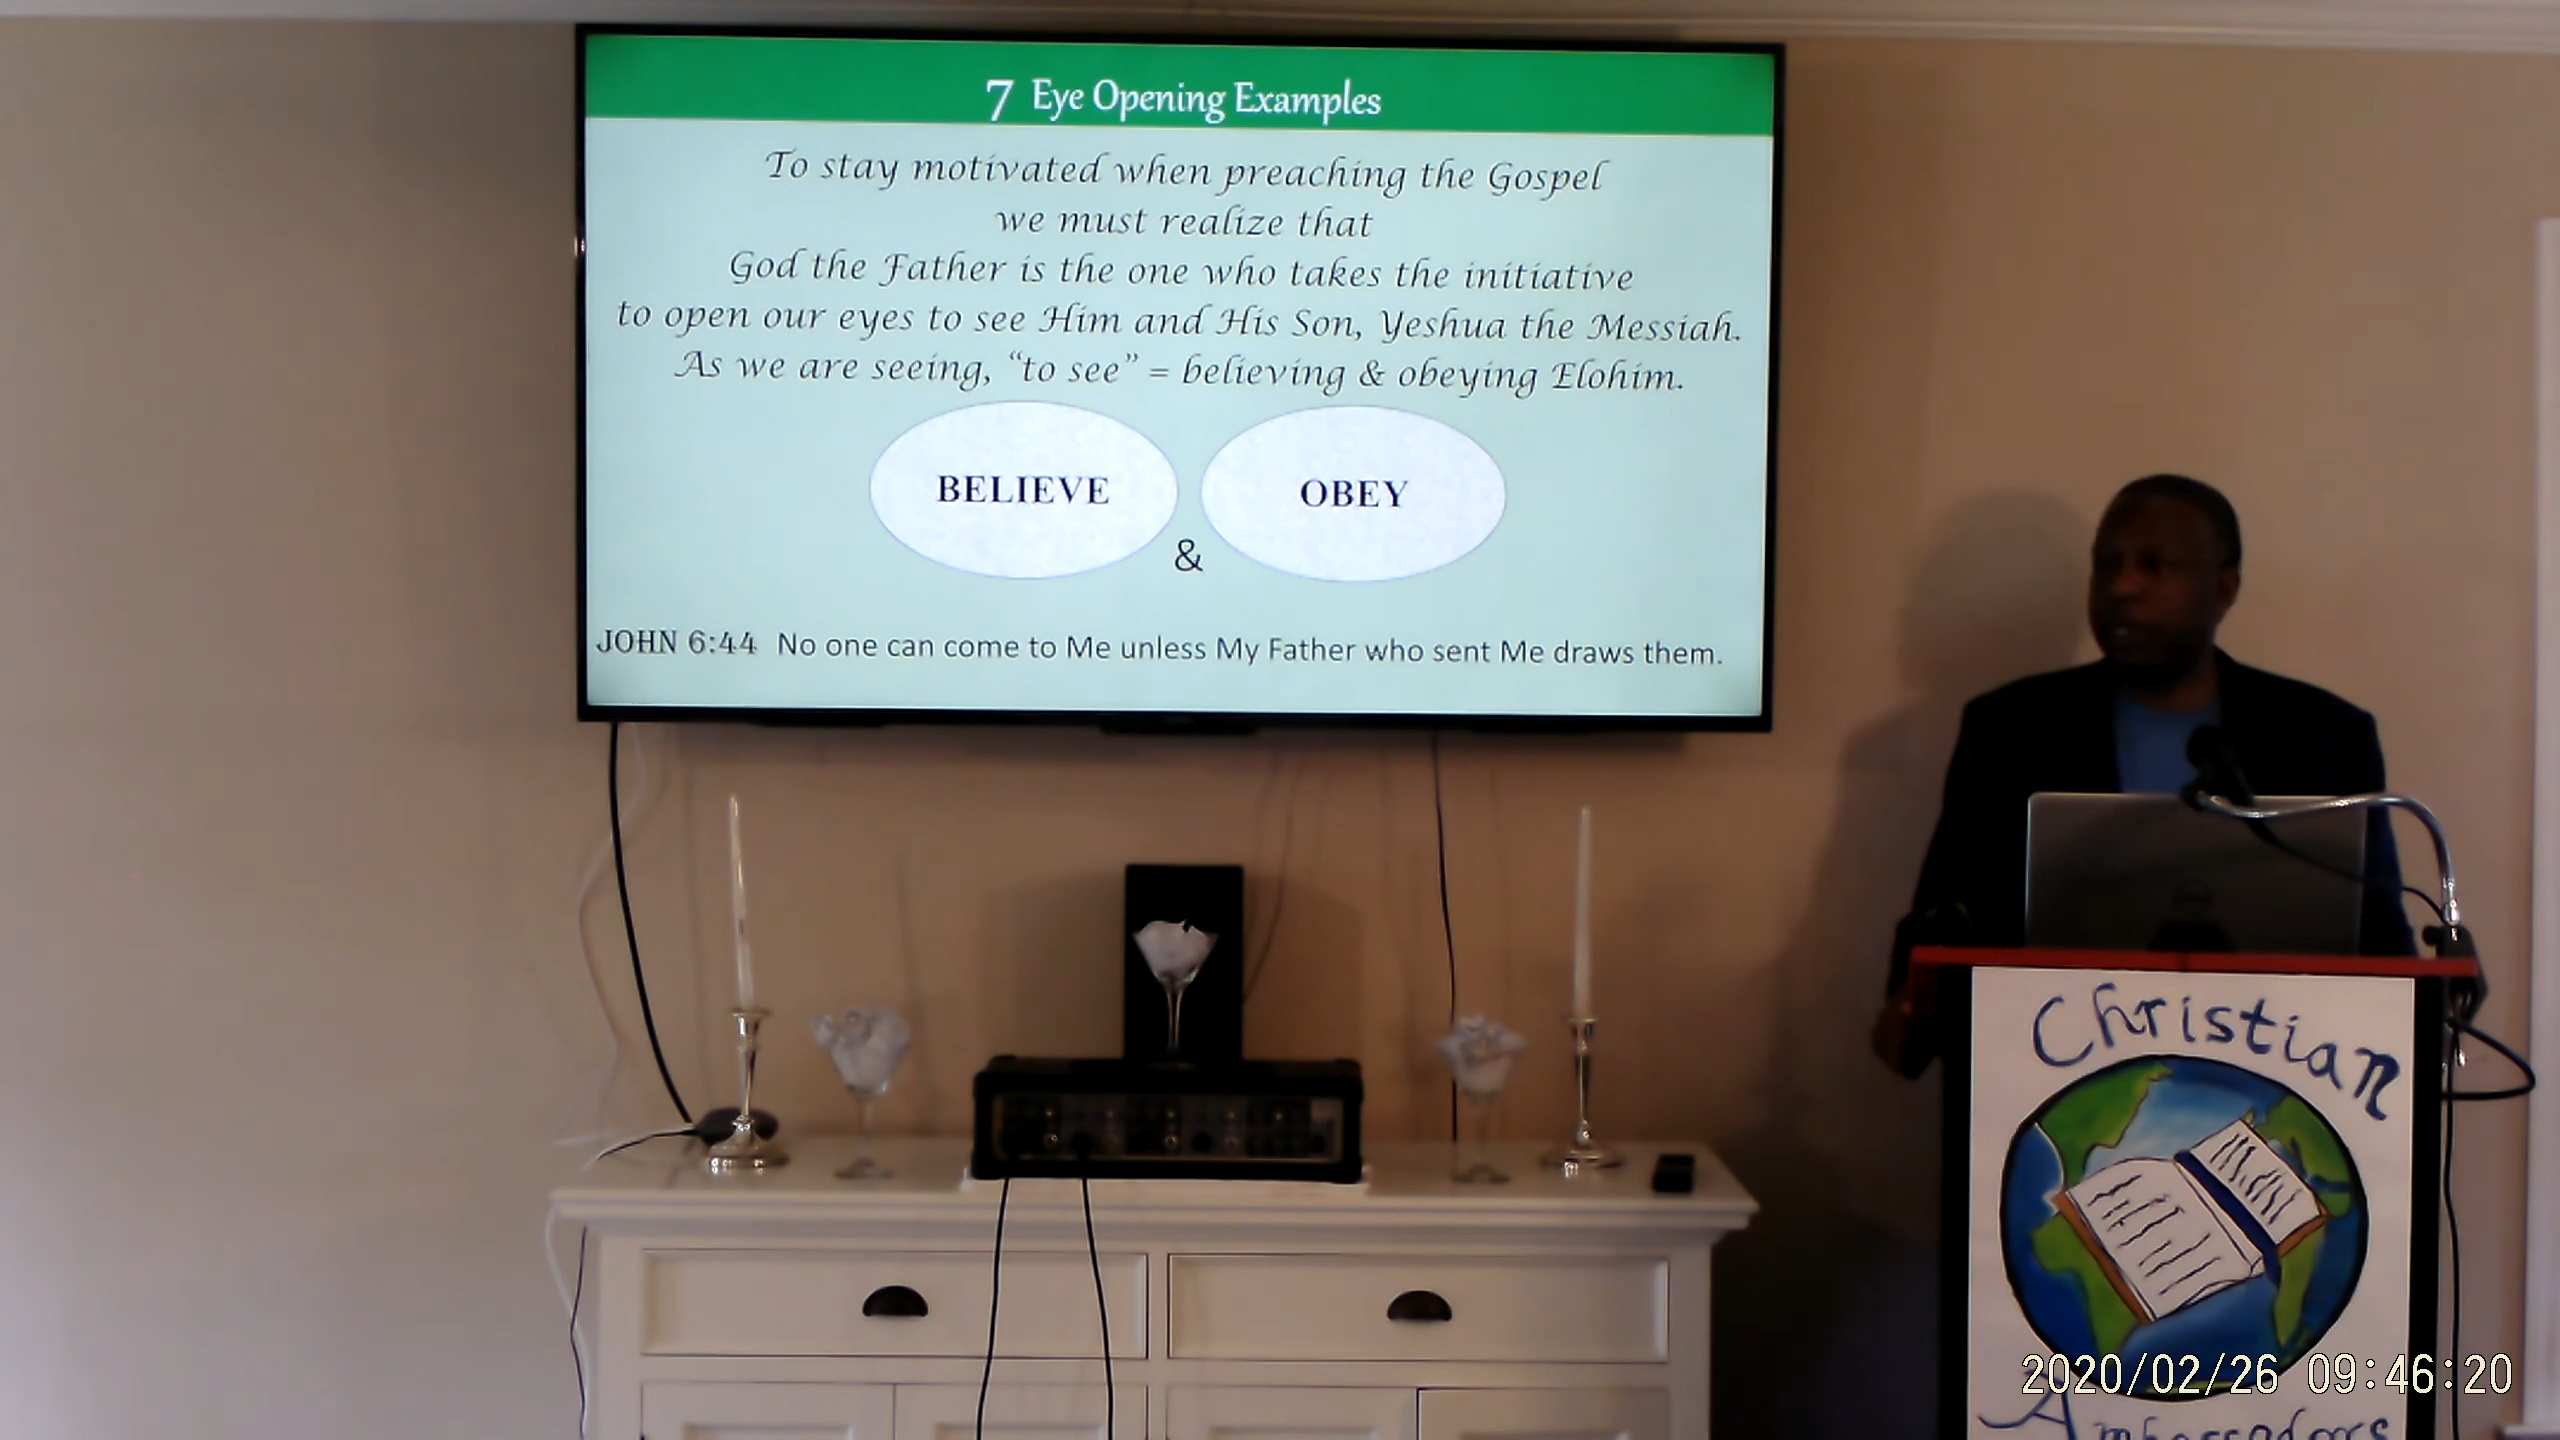 7 Eye Opening Examples
To stay motivated when preaching the Gospel
we must realize that
God the Father is the one who takes the initiative
to open our eyes to see Him and His Son, Yeshua the Messiah.
As we are seeing, “to see” = believing & obeying Elohim.
BELIEVE & OBEY
JOHN 6:44 No one can come to Me unless My Father who sent Me draws them.
Christian
Ambassadors
2020/02/26 09:46:20